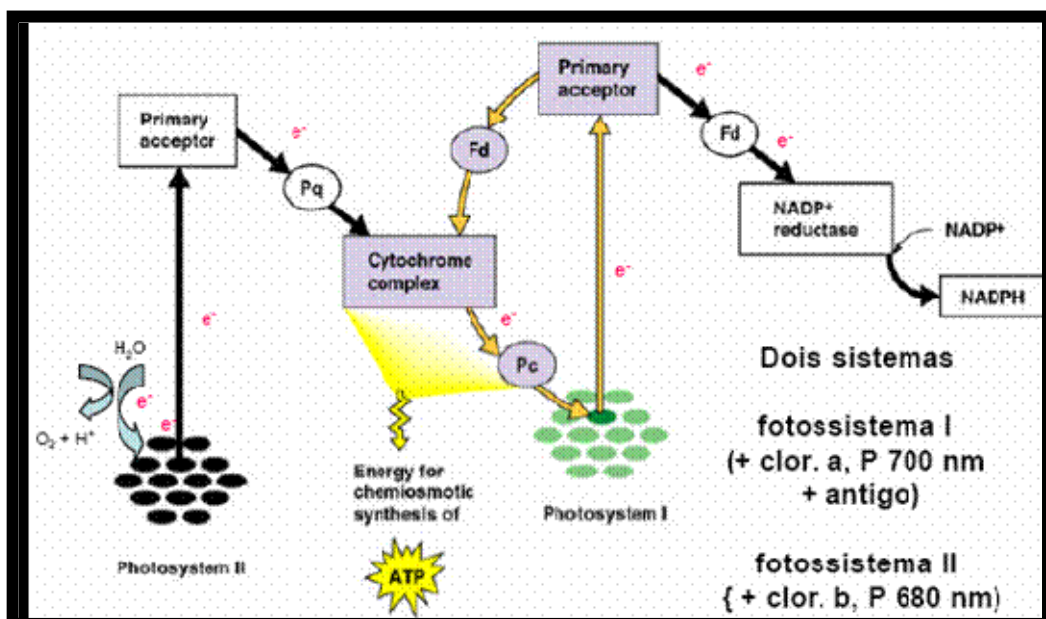 Primary
acceptor
e⁻
Pq
Fd
Primary
acceptor
e⁻
Fd
e⁻
NADP+
reductase
NADP+
NADPH
Cytochrome
complex
e⁻
Pc
e⁻
e⁻
H₂O
e⁻
e⁻
O₂ + H⁺
Photosystem II
Energy for
chemiosmotic
synthesis of
ATP
Photosystem I
Dois sistemas
fotossistema I
(+ clor. a, P 700 nm
+ antigo)
fotossistema II
( + clor. b, P 680 nm)